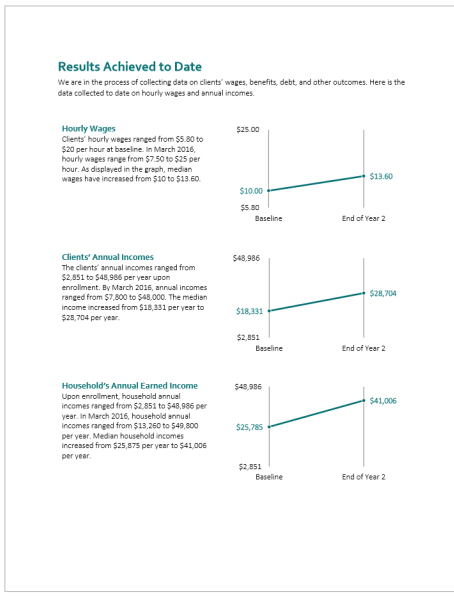 Results Achieved to Date
We are in the process of collecting data on clients' wages, benefits, debt, and other outcomes. Here is the
data collected to date on hourly wages and annual incomes.
Hourly Wages
Clients' hourly wages ranged from $5.80 to
$20 per hour at baseline. In March 2016,
hourly wages range from $7.50 to $25 per
hour. As displayed in the graph, median
wages have increased from $10 to $13.60.
$25.00
$13.60
$10.00
$5.80
Baseline
End of Year 2
Clients' Annual Incomes
The clients' annual incomes ranged from
$2,851 to $48,986 per year upon
enrollment. By March 2016, annual incomes
ranged from $7,800 to $48,000. The median
income increased from $18,331 per year to
$28,704 per year.
$48,986
$28,704
$18,331
$2,851
Baseline
End of Year 2
Household's Annual Earned Income
Upon enrollment, household annual
incomes ranged from $2,851 to $48,986 per
year. In March 2016, household annual
incomes ranged from $13,260 to $49,800
per year. Median household incomes
increased from $25,875 per year to $41,006
per year.
$48,986
$41,006
$25,785
$2,851
Baseline
End of Year 2